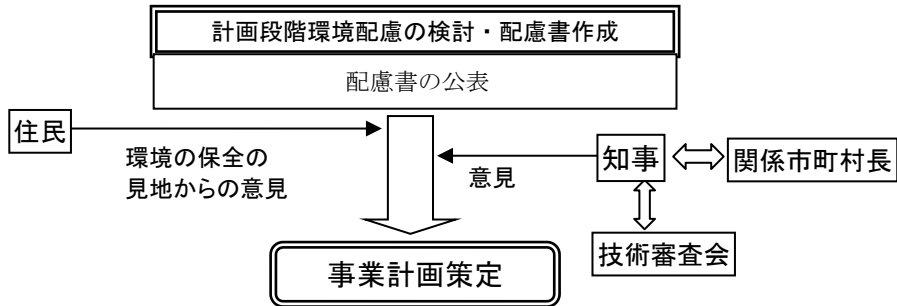 計画段階環境配慮の検討・配慮書作成
配慮書の公表
住民
環境の保全の
見地からの意見
意見
知事
関係市町村長
技術審査会
事業計画策定